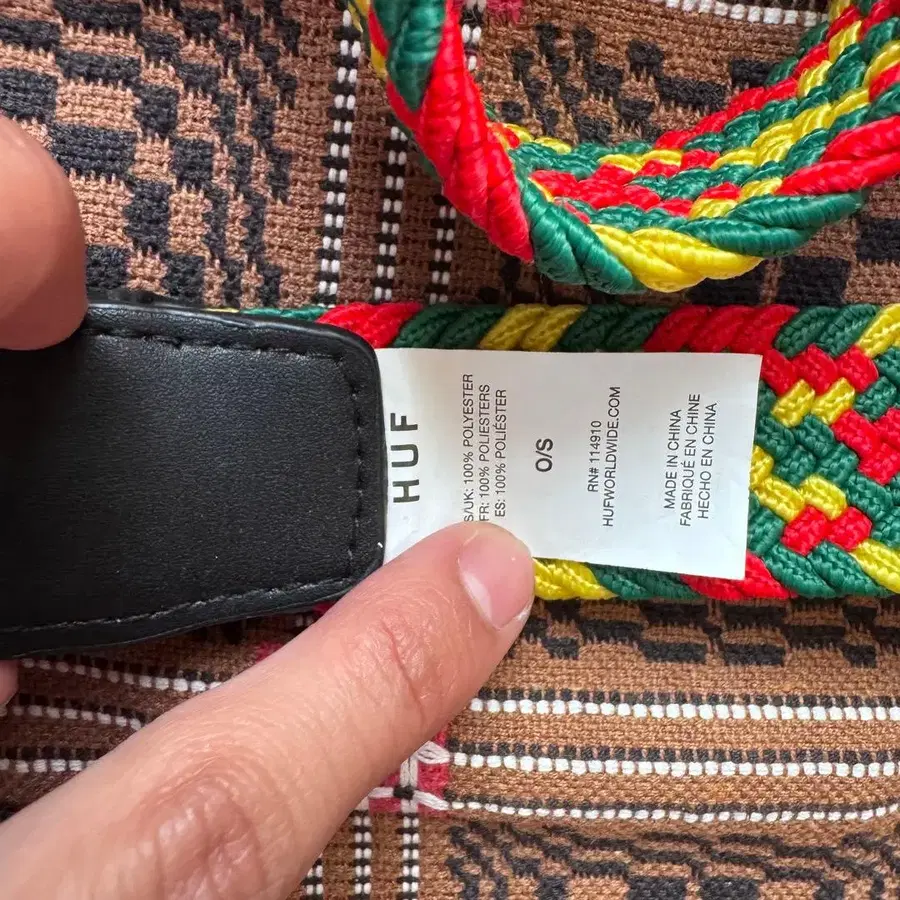 HUF
S/UK: 100% POLYESTER
FR: 100% POLIESTERS
ES: 100% POLIÉSTER
O/S
RN# 114910
HUFWORLDWIDE.COM
MADE IN CHINA
FABRIQUÉ EN CHINE
HECHO EN CHINA